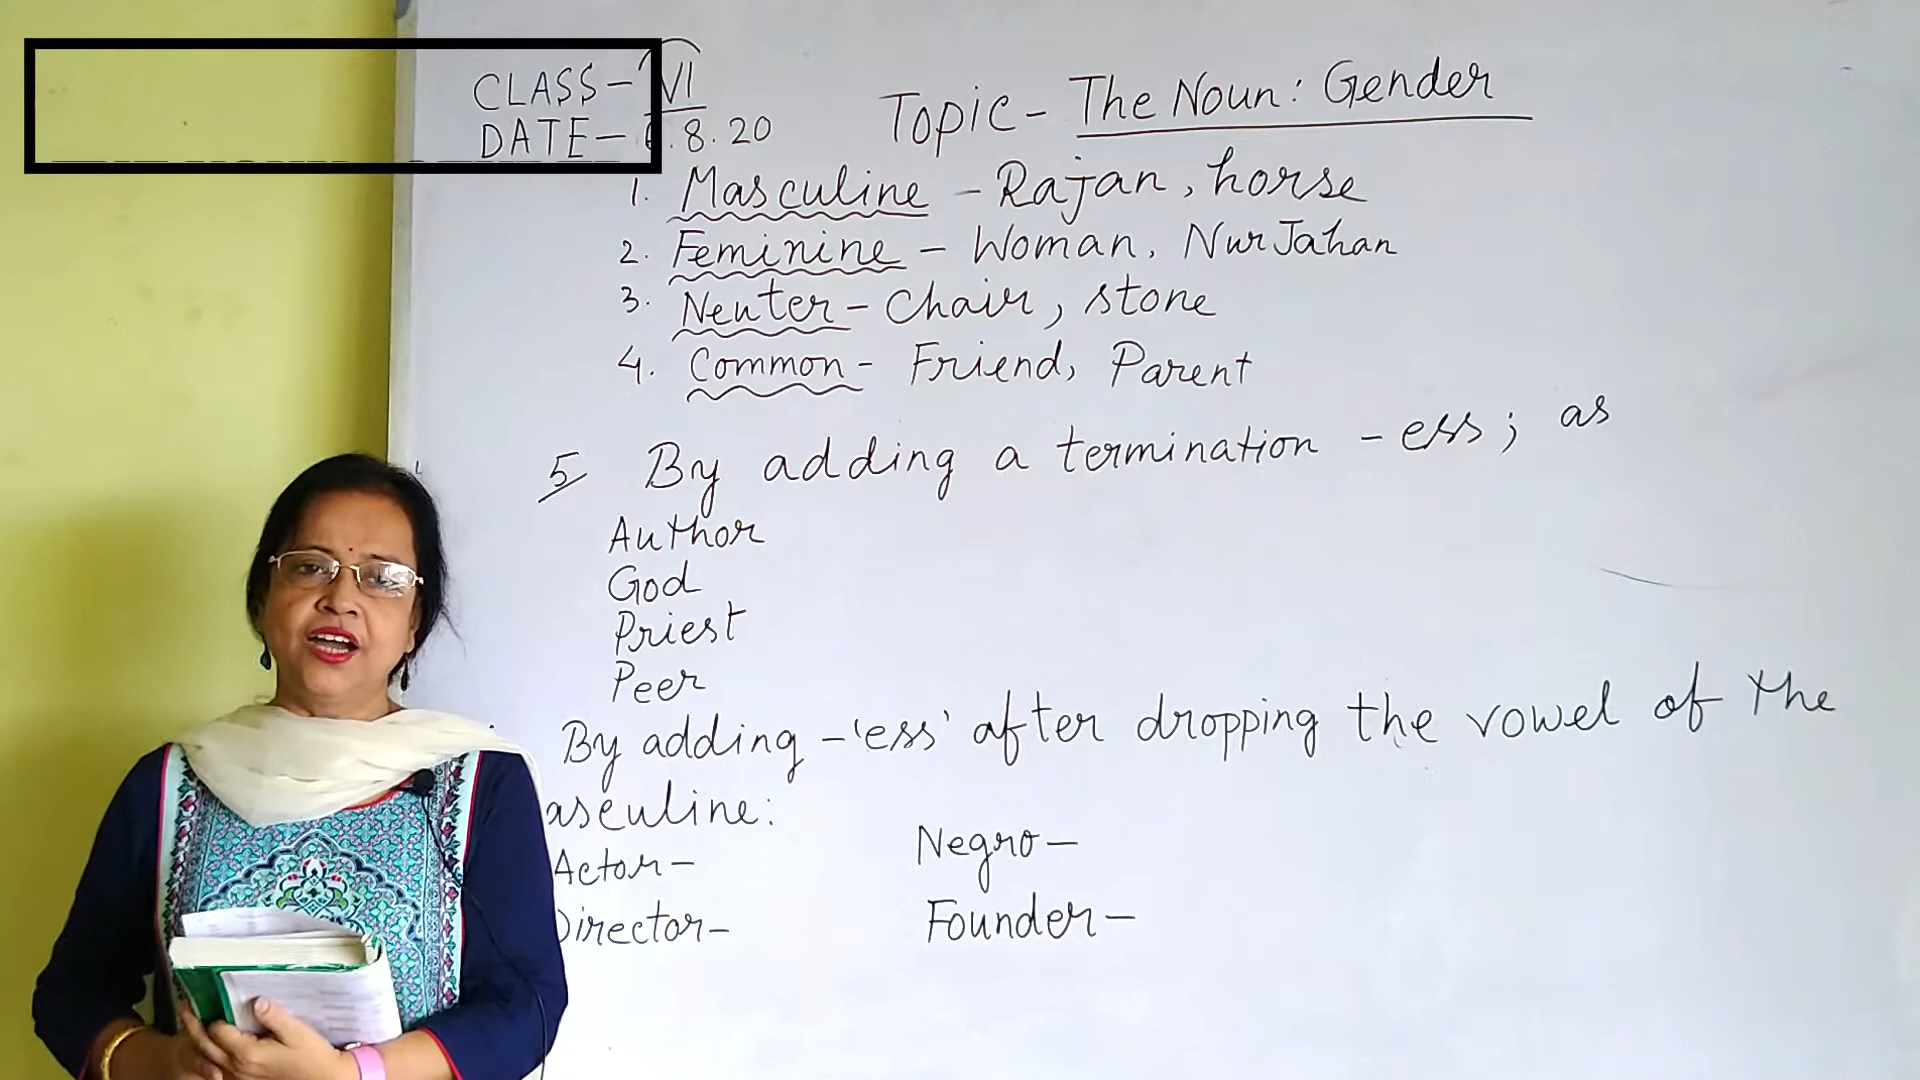 CLASS- VI
DATE- .8.20
Topic- The Noun: Gender
1. Masculine - Rajan, horse
2. Feminine - Woman, Nur Jahan
3. Neuter - Chair, stone
4. Common - Friend, Parent
5 By adding a termination - ess; as
Author
God
Priest
Peer
By adding -'ess' after dropping the vowel of the
asculine:
Actor-
Negro-
Director-
Founder-